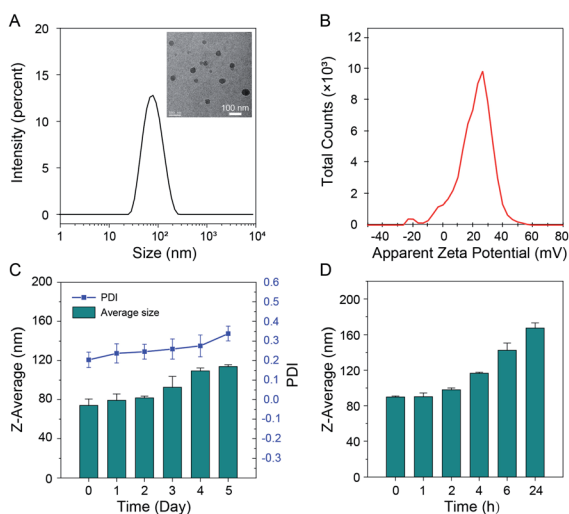 A
Intensity (percent)
20
15
10
5
0
100 nm
1
10¹
10²
10³
10⁴
Size (nm)
B
Total Counts (×10³)
12
10
8
6
4
2
0
-40 -20 0 20 40 60 80
Apparent Zeta Potential (mV)
C
Z-Average (nm)
200
160
120
80
40
0
PDI
Average size
0.6
0.5
0.4
0.3
0.2
0.1
0.0
-0.1
-0.2
-0.3
PDI
0 1 2 3 4 5
Time (Day)
D
Z-Average (nm)
200
160
120
80
40
0
0 1 2 4 6 24
Time (h)